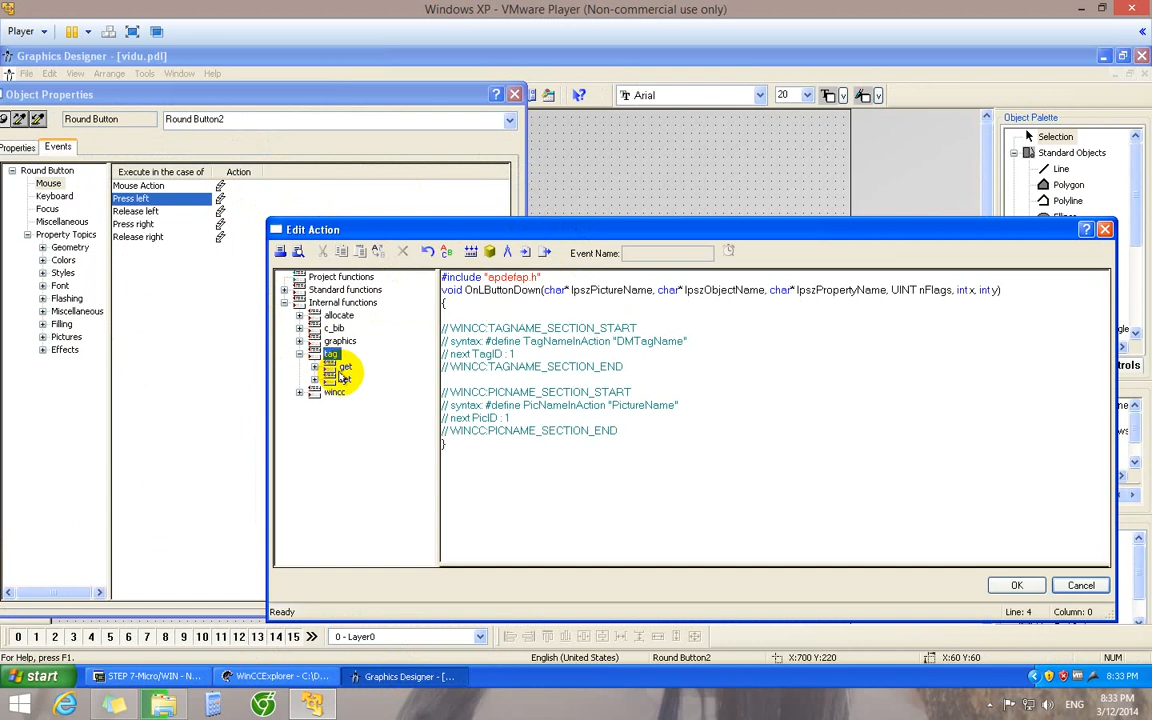 Windows XP - VMware Player (Non-commercial use only)
Player
Graphics Designer - [vidu.pdl]
File Edit View Arrange Tools Window Help
Object Properties
Arial
20
Round Button
Round Button2
Properties
Events
Object Palette
Selection
Standard Objects
Line
Polygon
Polyline
Round Button
Mouse
Keyboard
Focus
Miscellaneous
Property Topics
Geometry
Colors
Styles
Font
Flashing
Miscellaneous
Filling
Pictures
Effects
Execute in the case of
Action
Mouse Action
Press left
Release left
Press right
Release right
Edit Action
Event Name:
Project functions
Standard functions
Internal functions
allocate
c_bib
graphics
tag
get
wincc
#include "apdefap.h"
void OnLButtonDown(char* lpszPictureName, char* lpszObjectName, char* lpszPropertyName, UINT nFlags, int x, int y)
{
// WINCC:TAGNAME_SECTION_START
// syntax: #define TagNameInAction "DMTagName"
// next TagID : 1
// WINCC:TAGNAME_SECTION_END
// WINCC:PICNAME_SECTION_START
// syntax: #define PicNameInAction "PictureName"
// next PicID : 1
// WINCC:PICNAME_SECTION_END
}
OK
Cancel
Ready
Line: 4
Column: 0
0 1 2 3 4 5 6 7 8 9 10 11 12 13 14 15
0 - Layer0
For Help, press F1.
English (United States)
Round Button2
X:700 Y:220
X:60 Y:60
NUM
start
STEP 7-Micro/WIN - N...
WinCCExplorer - C:\D...
Graphics Designer - [...
8:33 PM
ENG
8:33 PM
3/12/2014